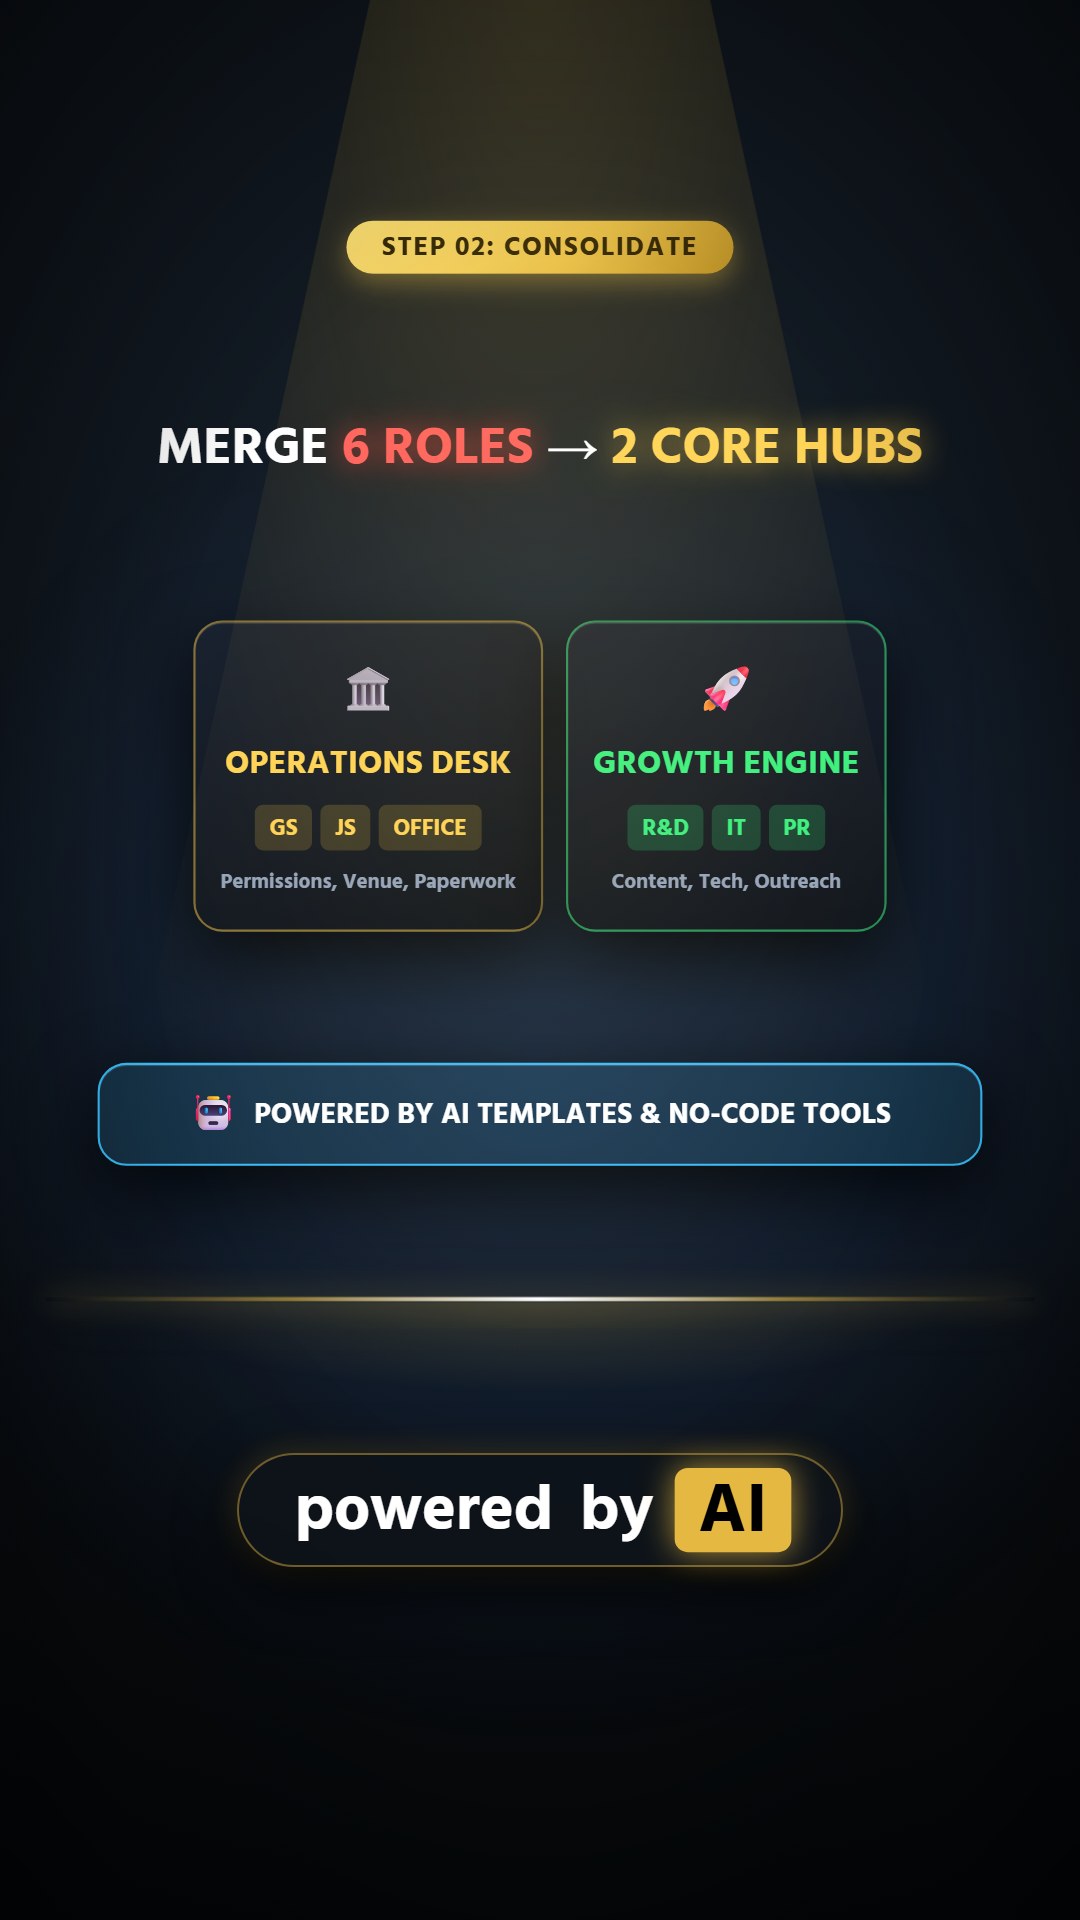 STEP 02: CONSOLIDATE
MERGE 6 ROLES → 2 CORE HUBS
OPERATIONS DESK
GS JS OFFICE
Permissions, Venue, Paperwork
GROWTH ENGINE
R&D IT PR
Content, Tech, Outreach
POWERED BY AI TEMPLATES & NO-CODE TOOLS
powered by AI